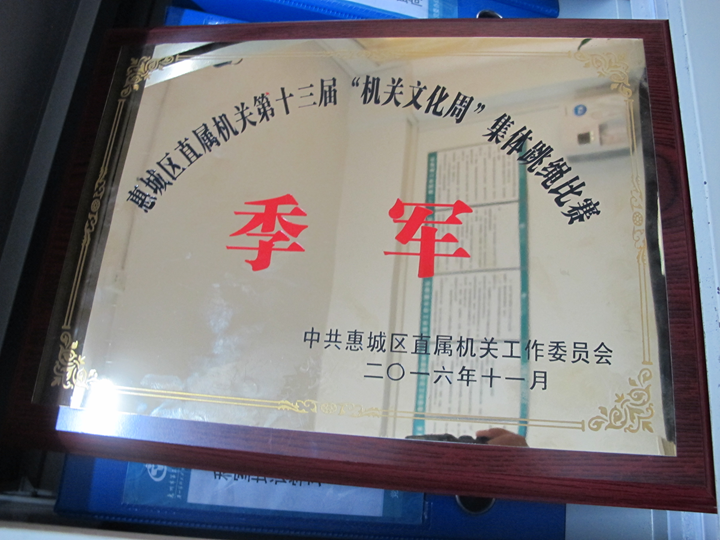 惠城区直属机关第十三届“机关文化周”集体跳绳比赛
季军
中共惠城区直属机关工作委员会
二〇一六年十一月